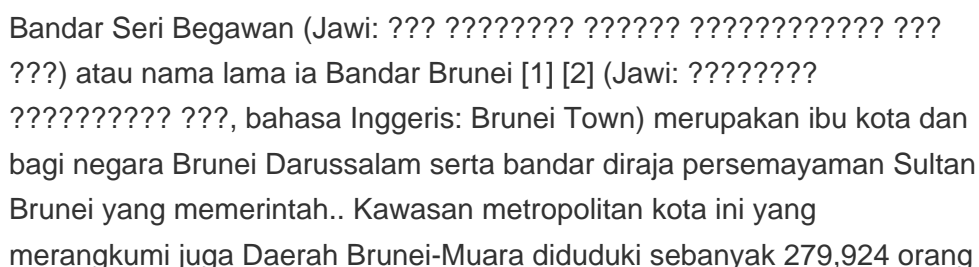 Bandar Seri Begawan (Jawi: ??? ???????? ?????? ???????????? ???
???) atau nama lama ia Bandar Brunei [1] [2] (Jawi: ????????
?????????? ???, bahasa Inggeris: Brunei Town) merupakan ibu kota dan
bagi negara Brunei Darussalam serta bandar diraja persemayaman Sultan
Brunei yang memerintah.. Kawasan metropolitan kota ini yang
merangkumi juga Daerah Brunei-Muara diduduki sebanyak 279,924 orang